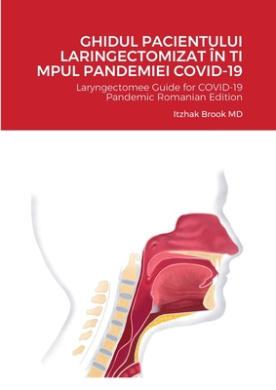 GHIDUL PACIENTULUI
LARINGECTOMIZAT ÎN TI
MPUL PANDEMIEI COVID-19
Laryngectomee Guide for COVID-19
Pandemic Romanian Edition
Itzhak Brook MD